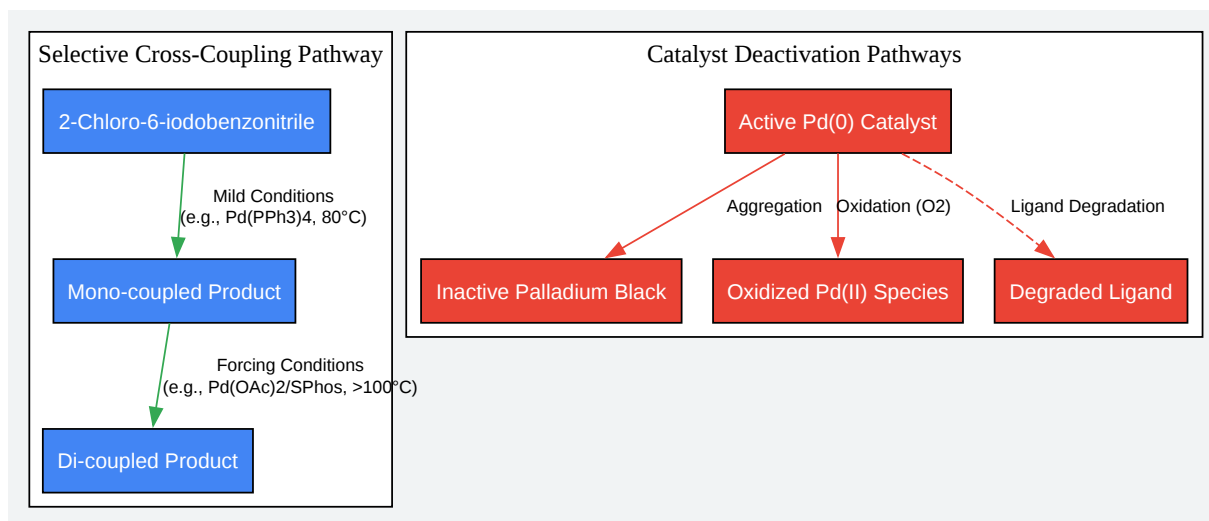 Selective Cross-Coupling Pathway
2-Chloro-6-iodobenzonitrile
Mild Conditions
(e.g., Pd(PPh3)4, 80°C)
Mono-coupled Product
Forcing Conditions
(e.g., Pd(OAc)2/SPhos, >100°C)
Di-coupled Product
Catalyst Deactivation Pathways
Active Pd(0) Catalyst
Aggregation
Oxidation (O2)
Ligand Degradation
Inactive Palladium Black
Oxidized Pd(II) Species
Degraded Ligand